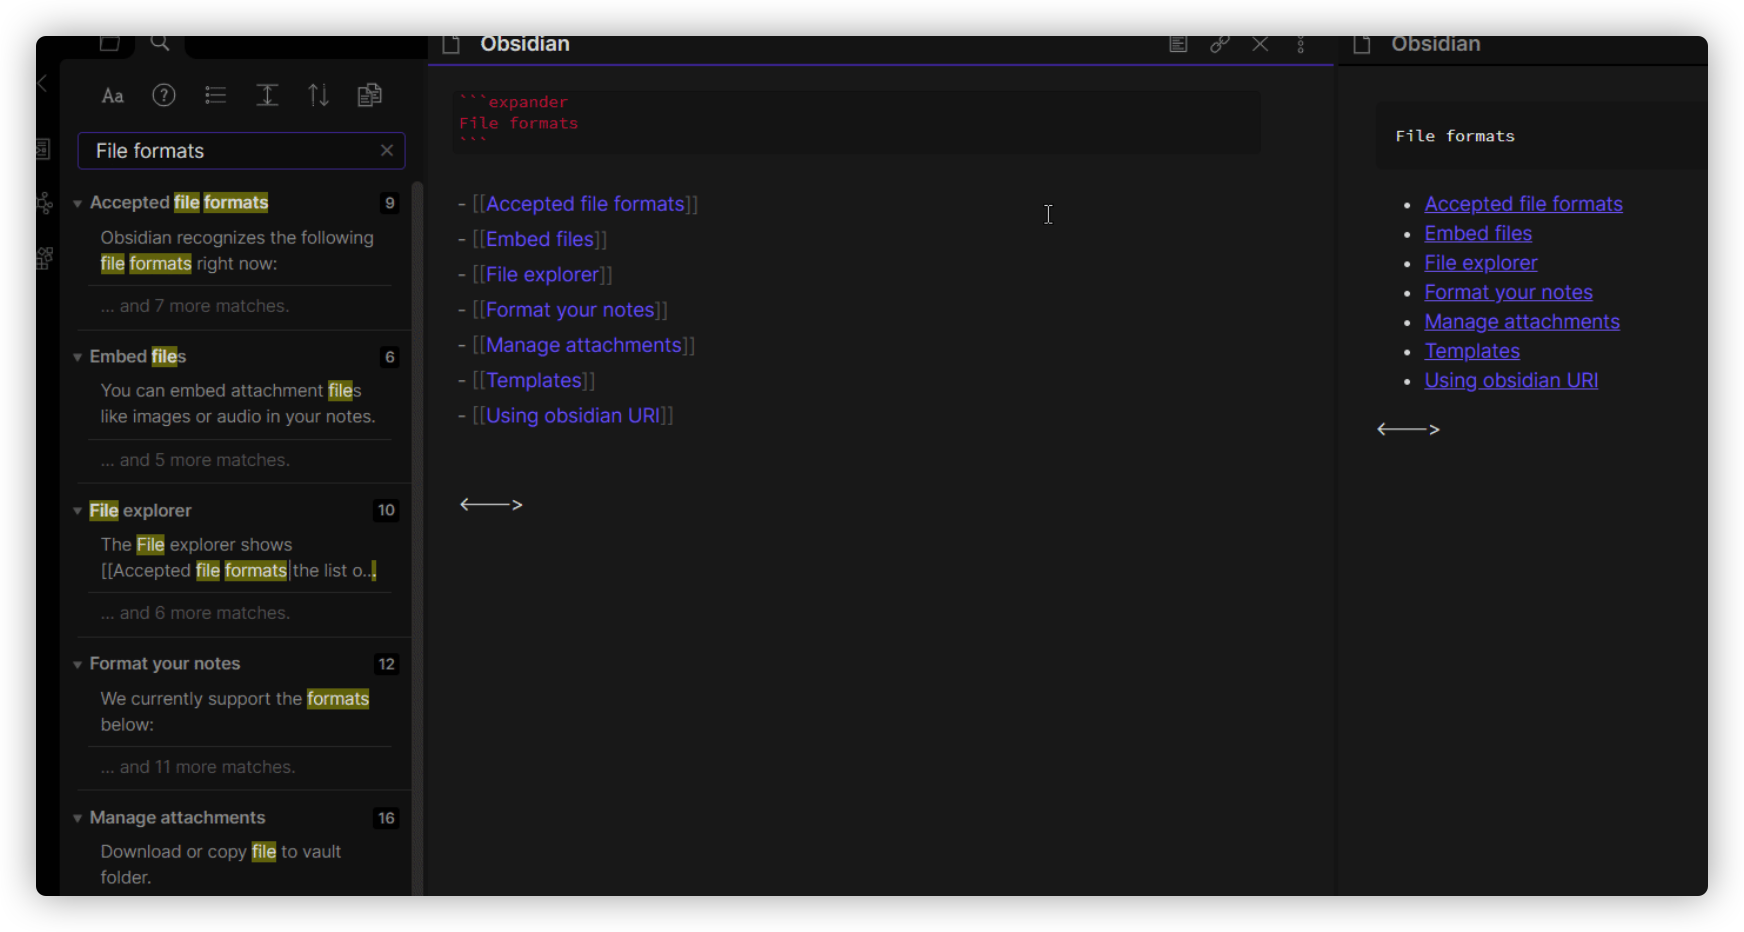 Aa
File formats
Accepted file formats 9
Obsidian recognizes the following
file formats right now:
... and 7 more matches.
Embed files 6
You can embed attachment files
like images or audio in your notes.
... and 5 more matches.
File explorer 10
The File explorer shows
[[Accepted file formats|the list o...
... and 6 more matches.
Format your notes 12
We currently support the formats
below:
... and 11 more matches.
Manage attachments 16
Download or copy file to vault
folder.
Obsidian
```expander
File formats
```
- [[Accepted file formats]]
- [[Embed files]]
- [[File explorer]]
- [[Format your notes]]
- [[Manage attachments]]
- [[Templates]]
- [[Using obsidian URI]]
<--->
Obsidian
File formats
• Accepted file formats
• Embed files
• File explorer
• Format your notes
• Manage attachments
• Templates
• Using obsidian URI
<--->